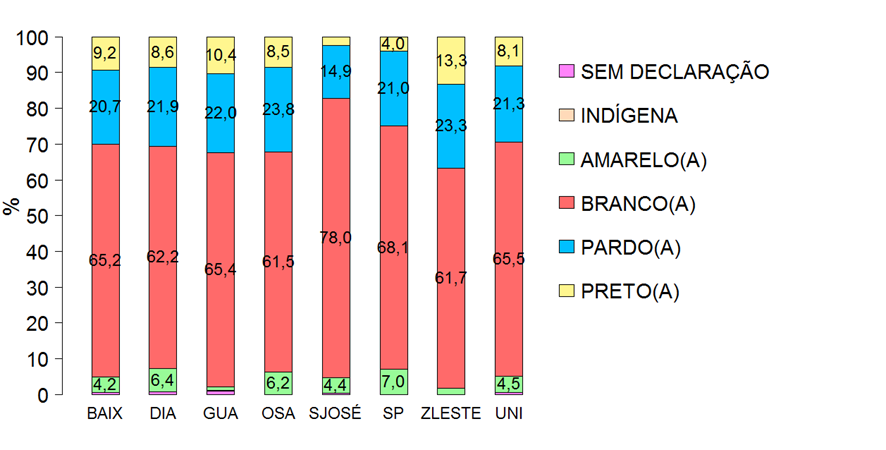 100
90
80
70
60
50
40
30
20
10
0
%
9,2 8,6 10,4 8,5 4,0 13,3 8,1
20,7 21,9 22,0 23,8 14,9 21,0 23,3 21,3
65,2 62,2 65,4 61,5 78,0 68,1 61,7 65,5
4,2 6,4 6,2 4,4 7,0 4,5
BAIX DIA GUA OSA SJOSÉ SP ZLESTE UNI
SEM DECLARAÇÃO
INDÍGENA
AMARELO(A)
BRANCO(A)
PARDO(A)
PRETO(A)